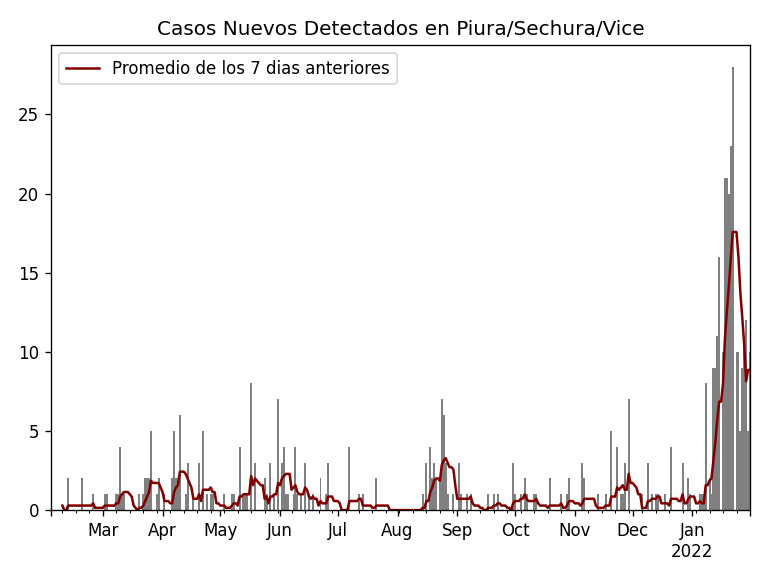 Casos Nuevos Detectados en Piura/Sechura/Vice
Promedio de los 7 dias anteriores
25
20
15
10
5
0
Mar Apr May Jun Jul Aug Sep Oct Nov Dec Jan
2022